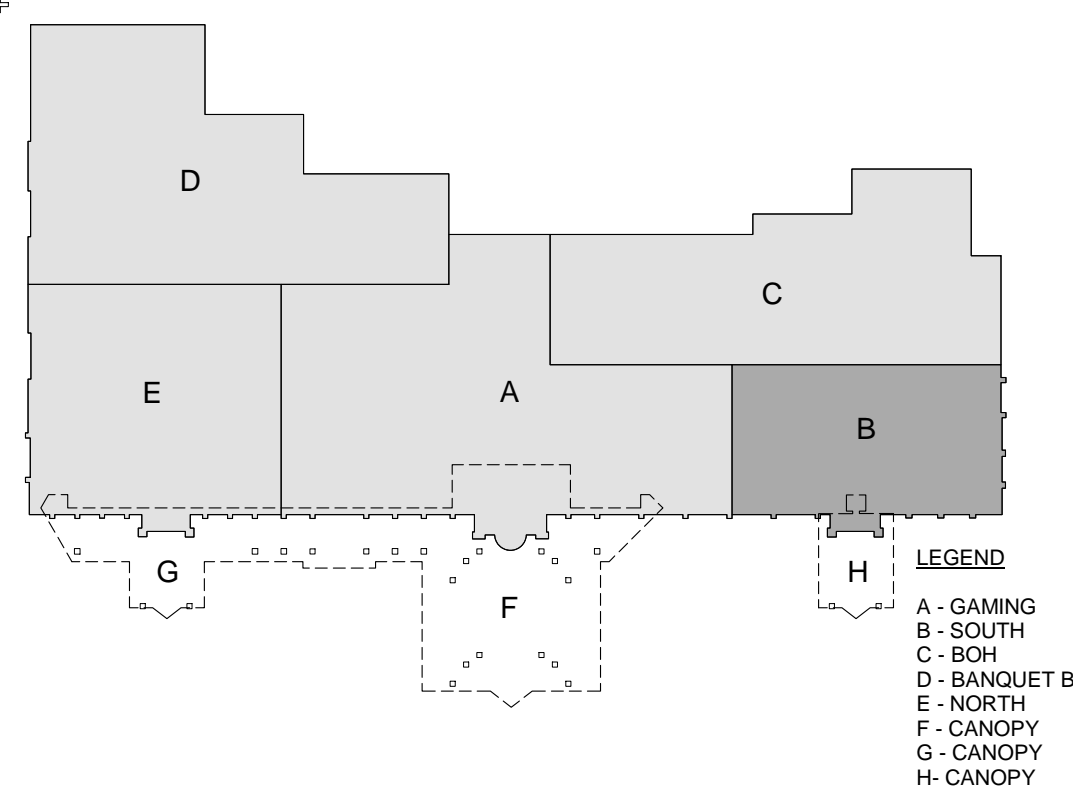 D
C
E
A
B
G
H
F
LEGEND
A - GAMING
B - SOUTH
C - BOH
D - BANQUET B
E - NORTH
F - CANOPY
G - CANOPY
H- CANOPY